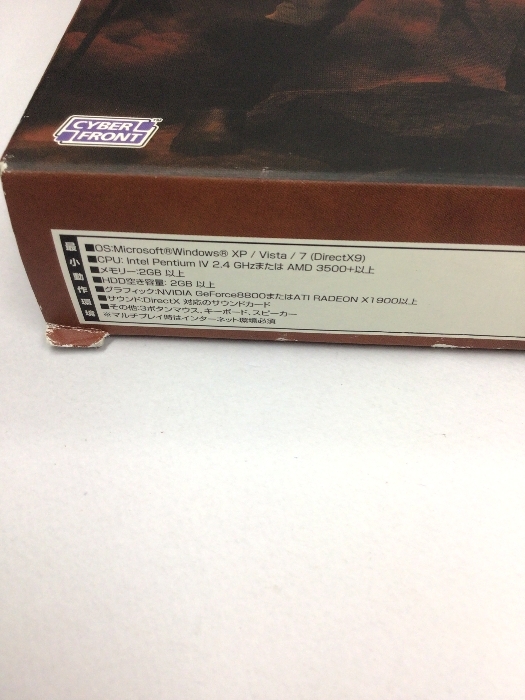 CYBER
FRONT
TM
最小動作環境
■OS:Microsoft®Windows® XP / Vista / 7 (DirectX9)
■CPU: Intel Pentium IV 2.4 GHzまたは AMD 3500+以上
■メモリー:2GB 以上
■HDD空き容量: 2GB 以上
■グラフィック:NVIDIA GeForce8800またはATI RADEON X1900以上
■サウンド:DirectX 対応のサウンドカード
■その他:3ボタンマウス、キーボード、スピーカー
※マルチプレイ時はインターネット環境必須